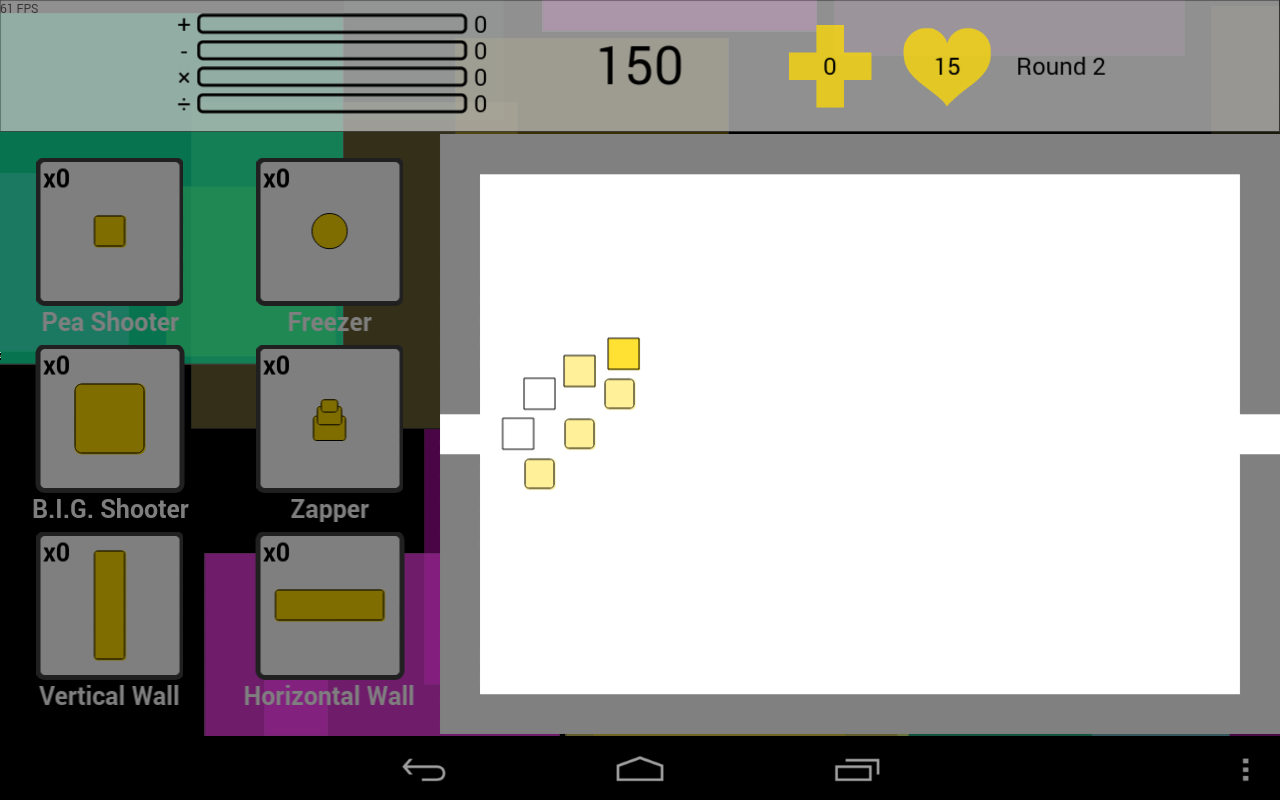 61 FPS
+ 0
- 0
× 0
÷ 0
150
0
15
Round 2
x0
x0
Pea Shooter
Freezer
x0
x0
B.I.G. Shooter
Zapper
x0
x0
Vertical Wall
Horizontal Wall